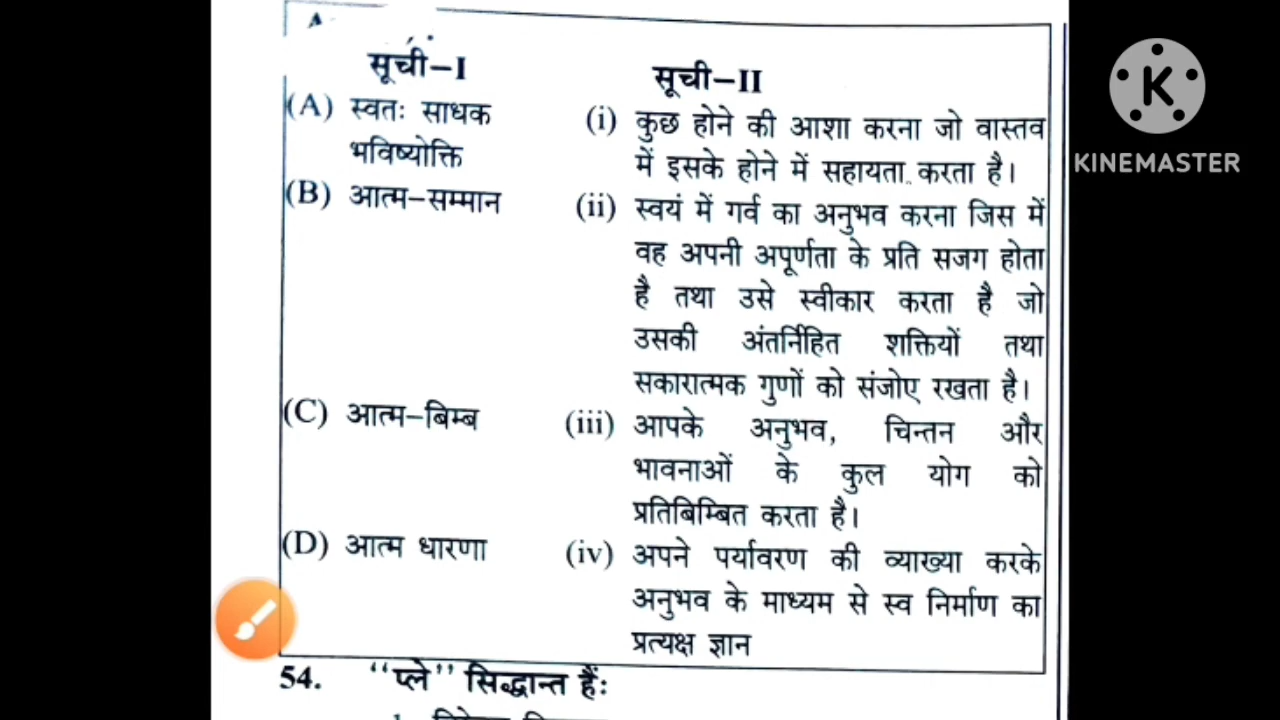 सूची–I सूची–II
(A) स्वतः साधक (i) कुछ होने की आशा करना जो वास्तव
भविष्योक्ति में इसके होने में सहायता करता है।
(B) आत्म–सम्मान (ii) स्वयं में गर्व का अनुभव करना जिस में
वह अपनी अपूर्णता के प्रति सजग होता
है तथा उसे स्वीकार करता है जो
उसकी अंतर्निहित शक्तियों तथा
सकारात्मक गुणों को संजोए रखता है।
(C) आत्म–बिम्ब (iii) आपके अनुभव, चिन्तन और
भावनाओं के कुल योग को
प्रतिबिम्बित करता है।
(D) आत्म धारणा (iv) अपने पर्यावरण की व्याख्या करके
अनुभव के माध्यम से स्व निर्माण का
प्रत्यक्ष ज्ञान
54. ‘‘प्ले’’ सिद्धान्त हैं:
K
KINEMASTER